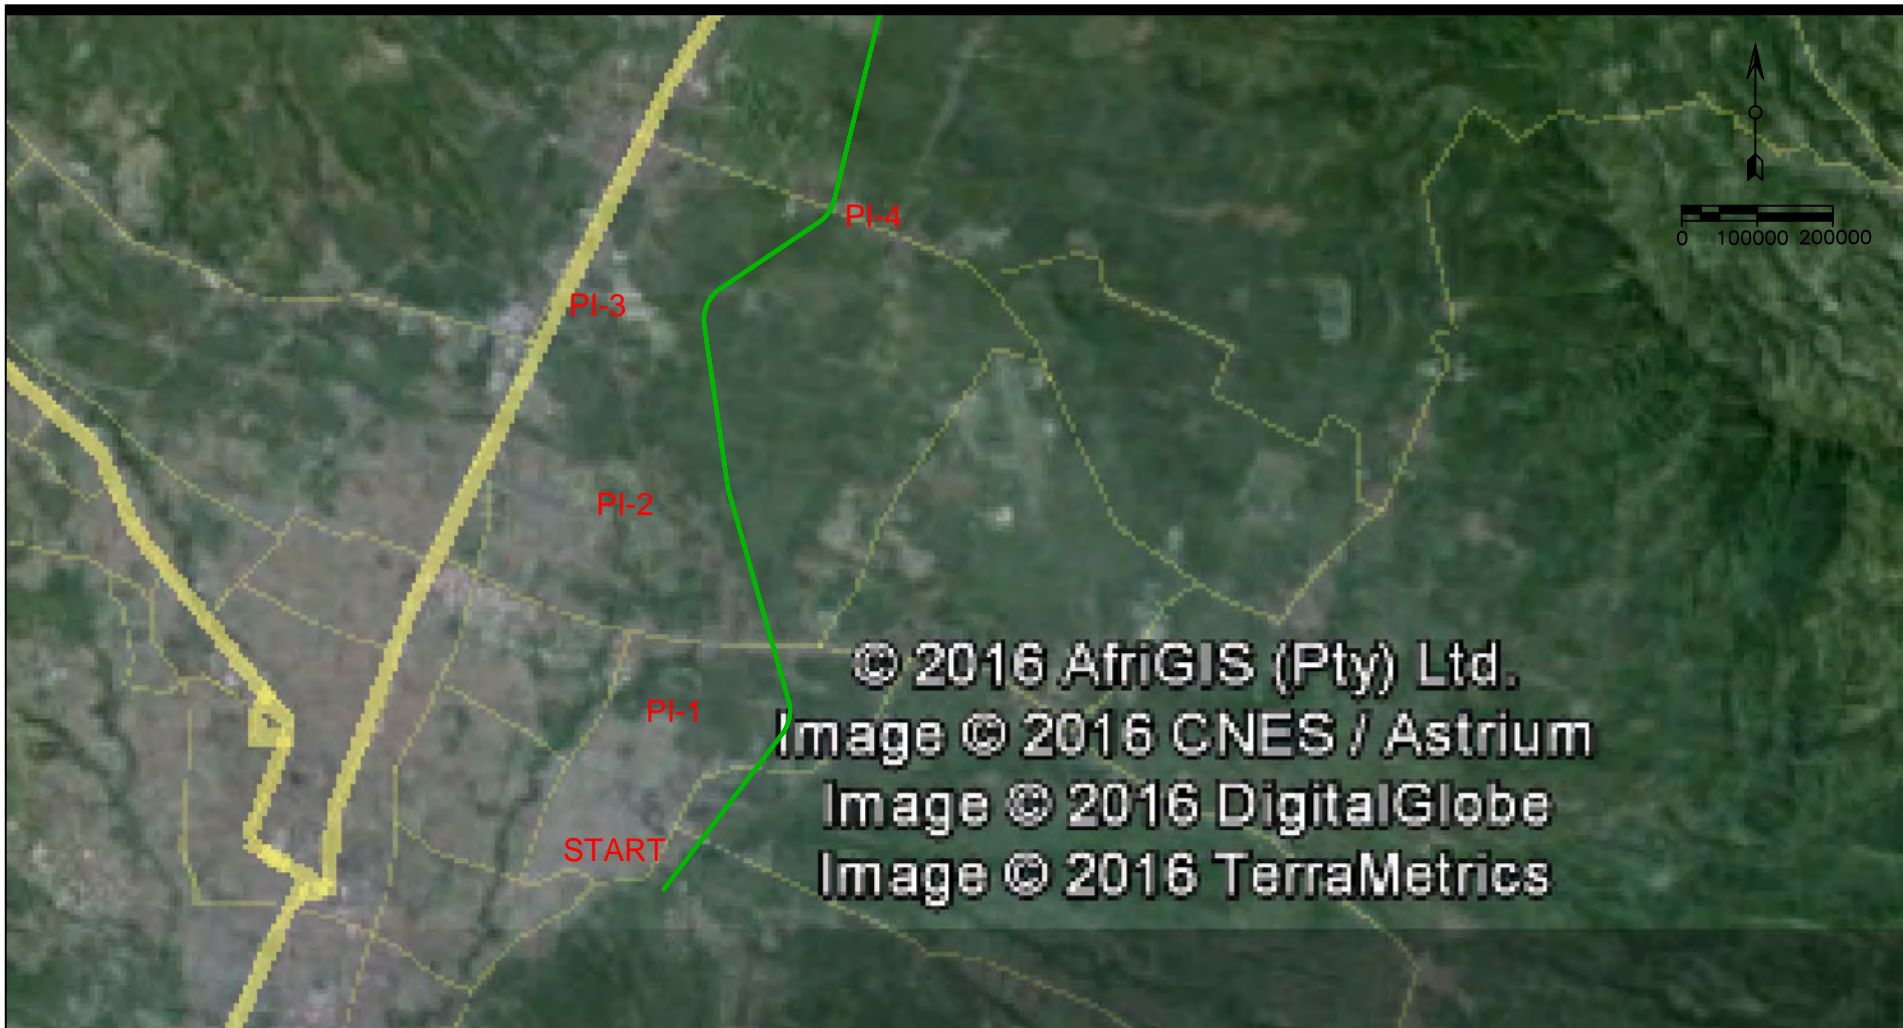 PI-4
0 100000 200000
PI-3
PI-2
© 2016 AfriGIS (Pty) Ltd.
PI-1
Image © 2016 CNES / Astrium
Image © 2016 DigitalGlobe
START
Image © 2016 TerraMetrics